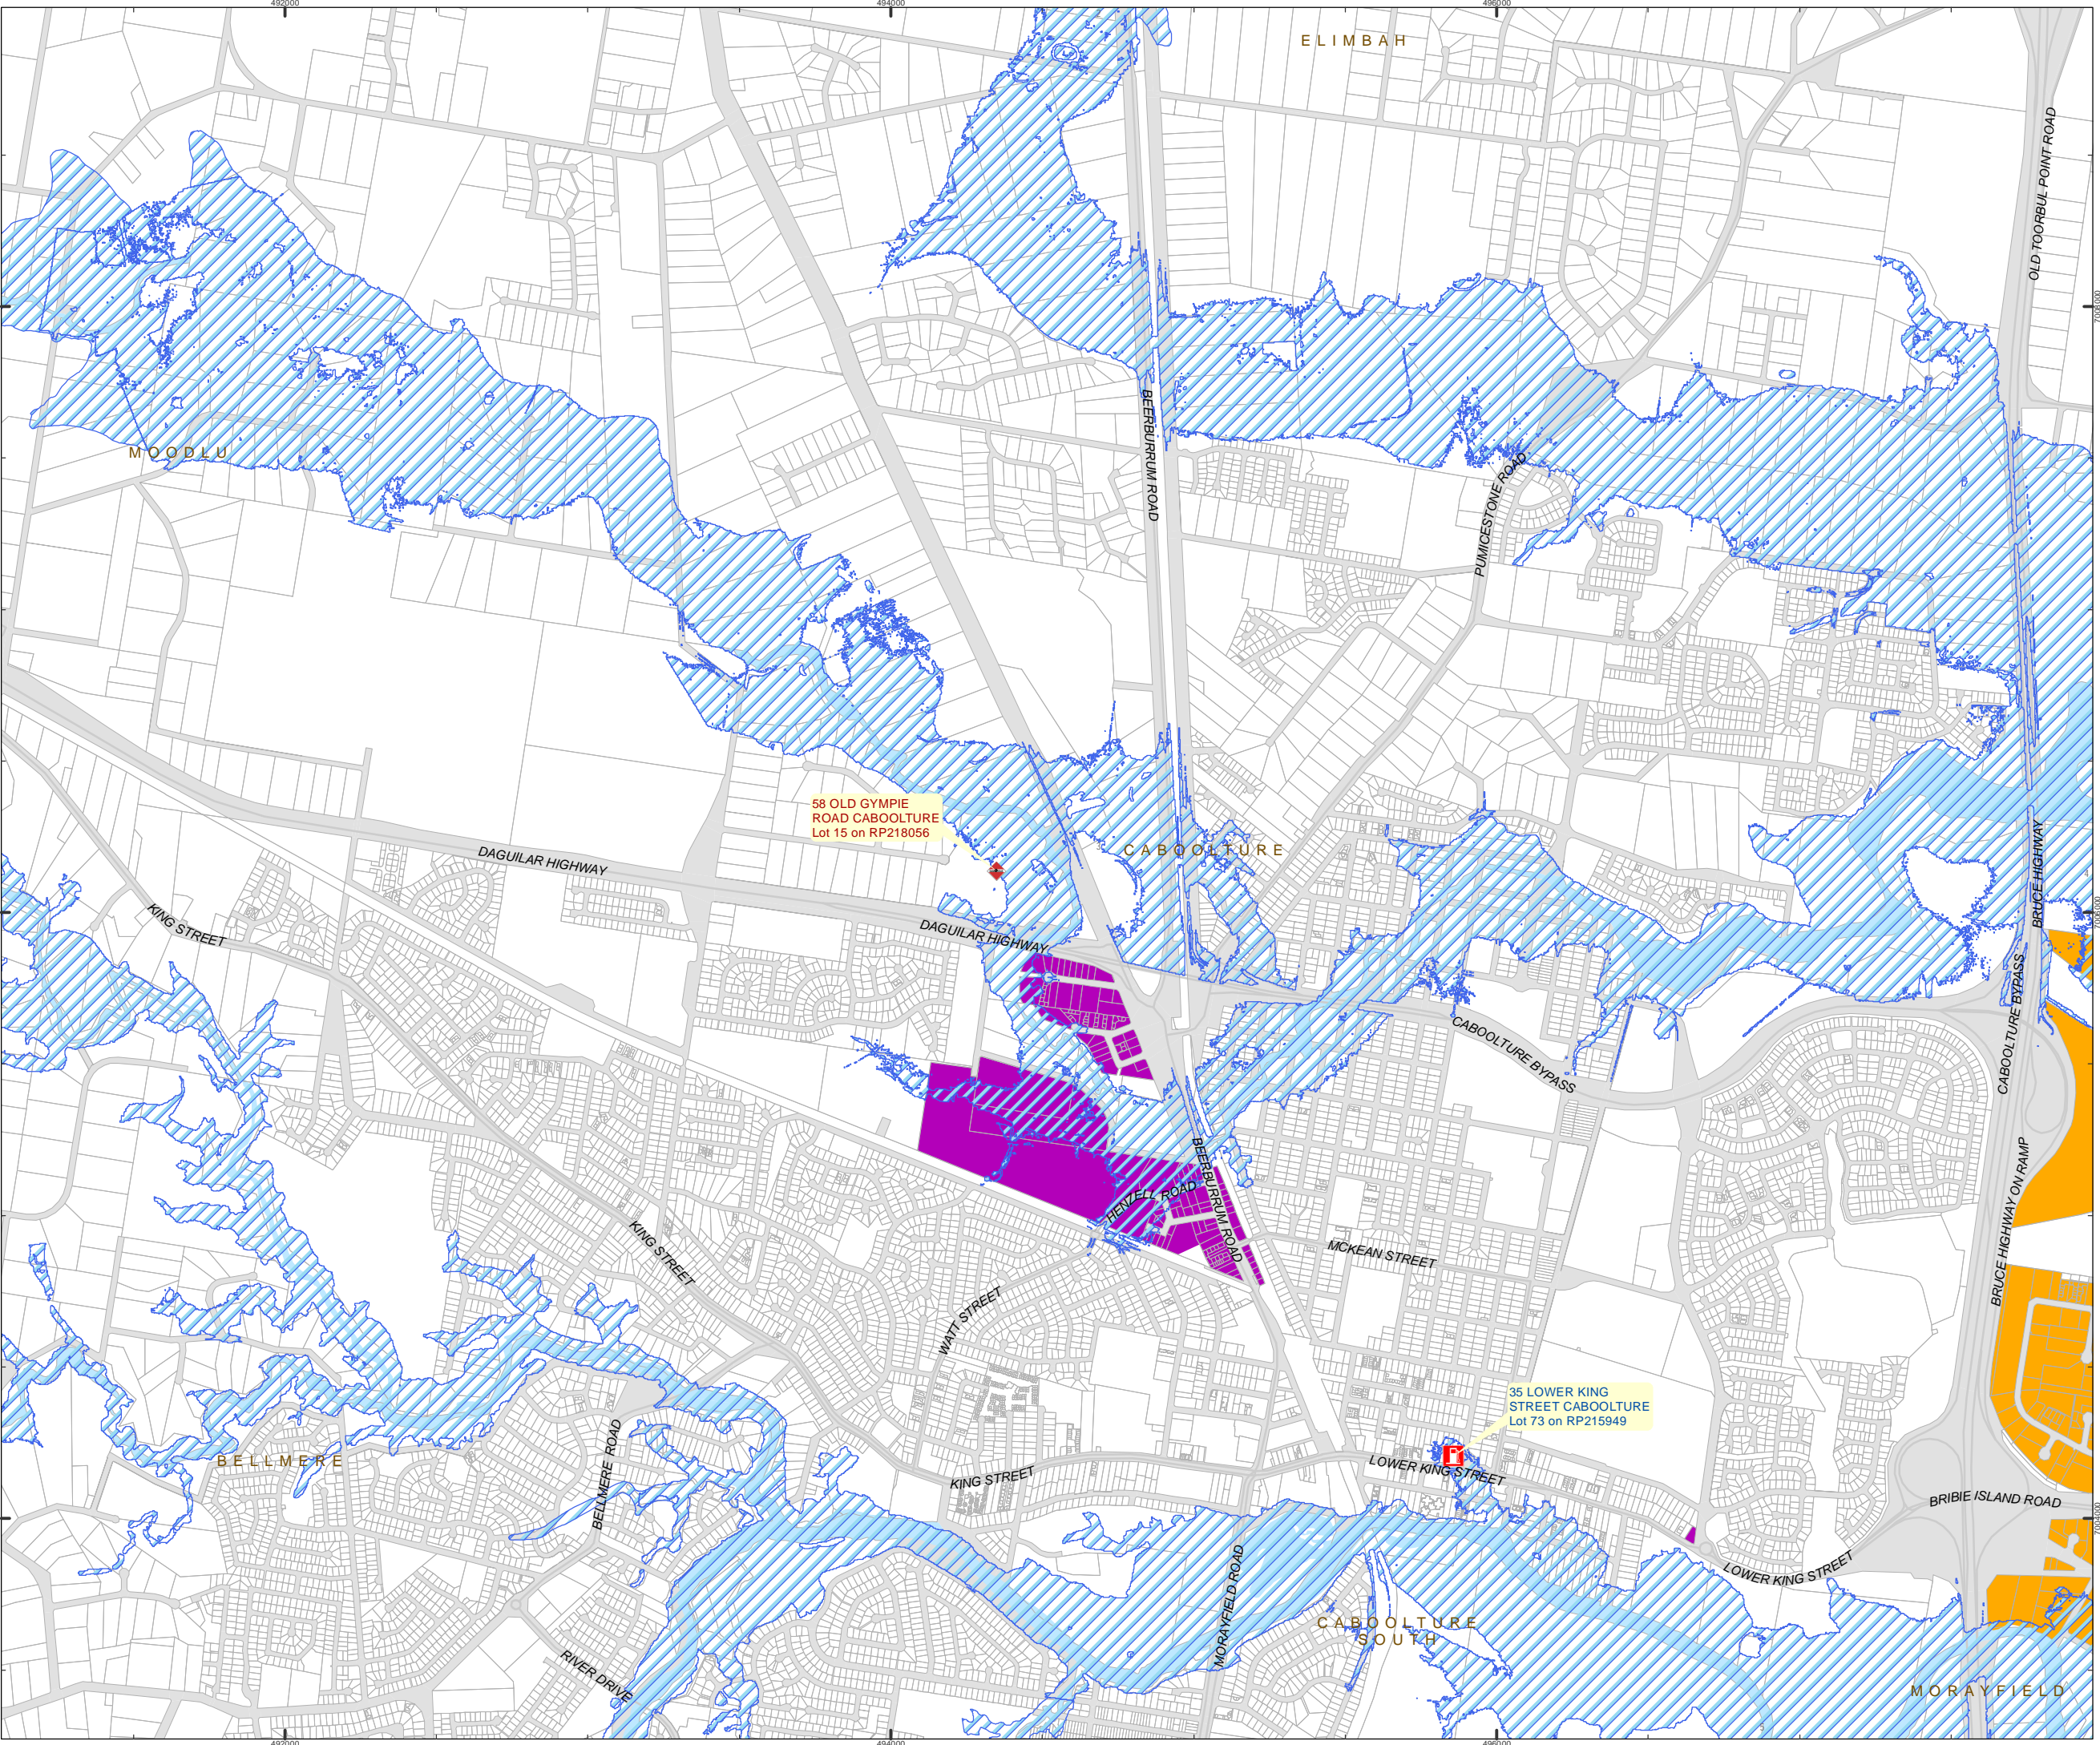 492000
494000
496000
ELIMBAH
OLD TOORBUL POINT ROAD
7008000
BEERBURRUM ROAD
MOODLU
PUMICESTONE ROAD
58 OLD GYMPIE
ROAD CABOOLTURE
Lot 15 on RP218056
CABOOLTURE
DAGUILAR HIGHWAY
BRUCE HIGHWAY
KING STREET
DAGUILAR HIGHWAY
7006000
CABOOLTURE BYPASS
CABOOLTURE BYPASS
BEERBURRUM ROAD
HENZELL ROAD
BRUCE HIGHWAY ON RAMP
KING STREET
MCKEAN STREET
WATT STREET
35 LOWER KING
STREET CABOOLTURE
Lot 73 on RP215949
BELLMERE
BELLMERE ROAD
KING STREET
LOWER KING STREET
BRIBIE ISLAND ROAD
7004000
LOWER KING STREET
MORAYFIELD ROAD
CABOOLTURE
SOUTH
RIVER DRIVE
MORAYFIELD
492000
494000
496000